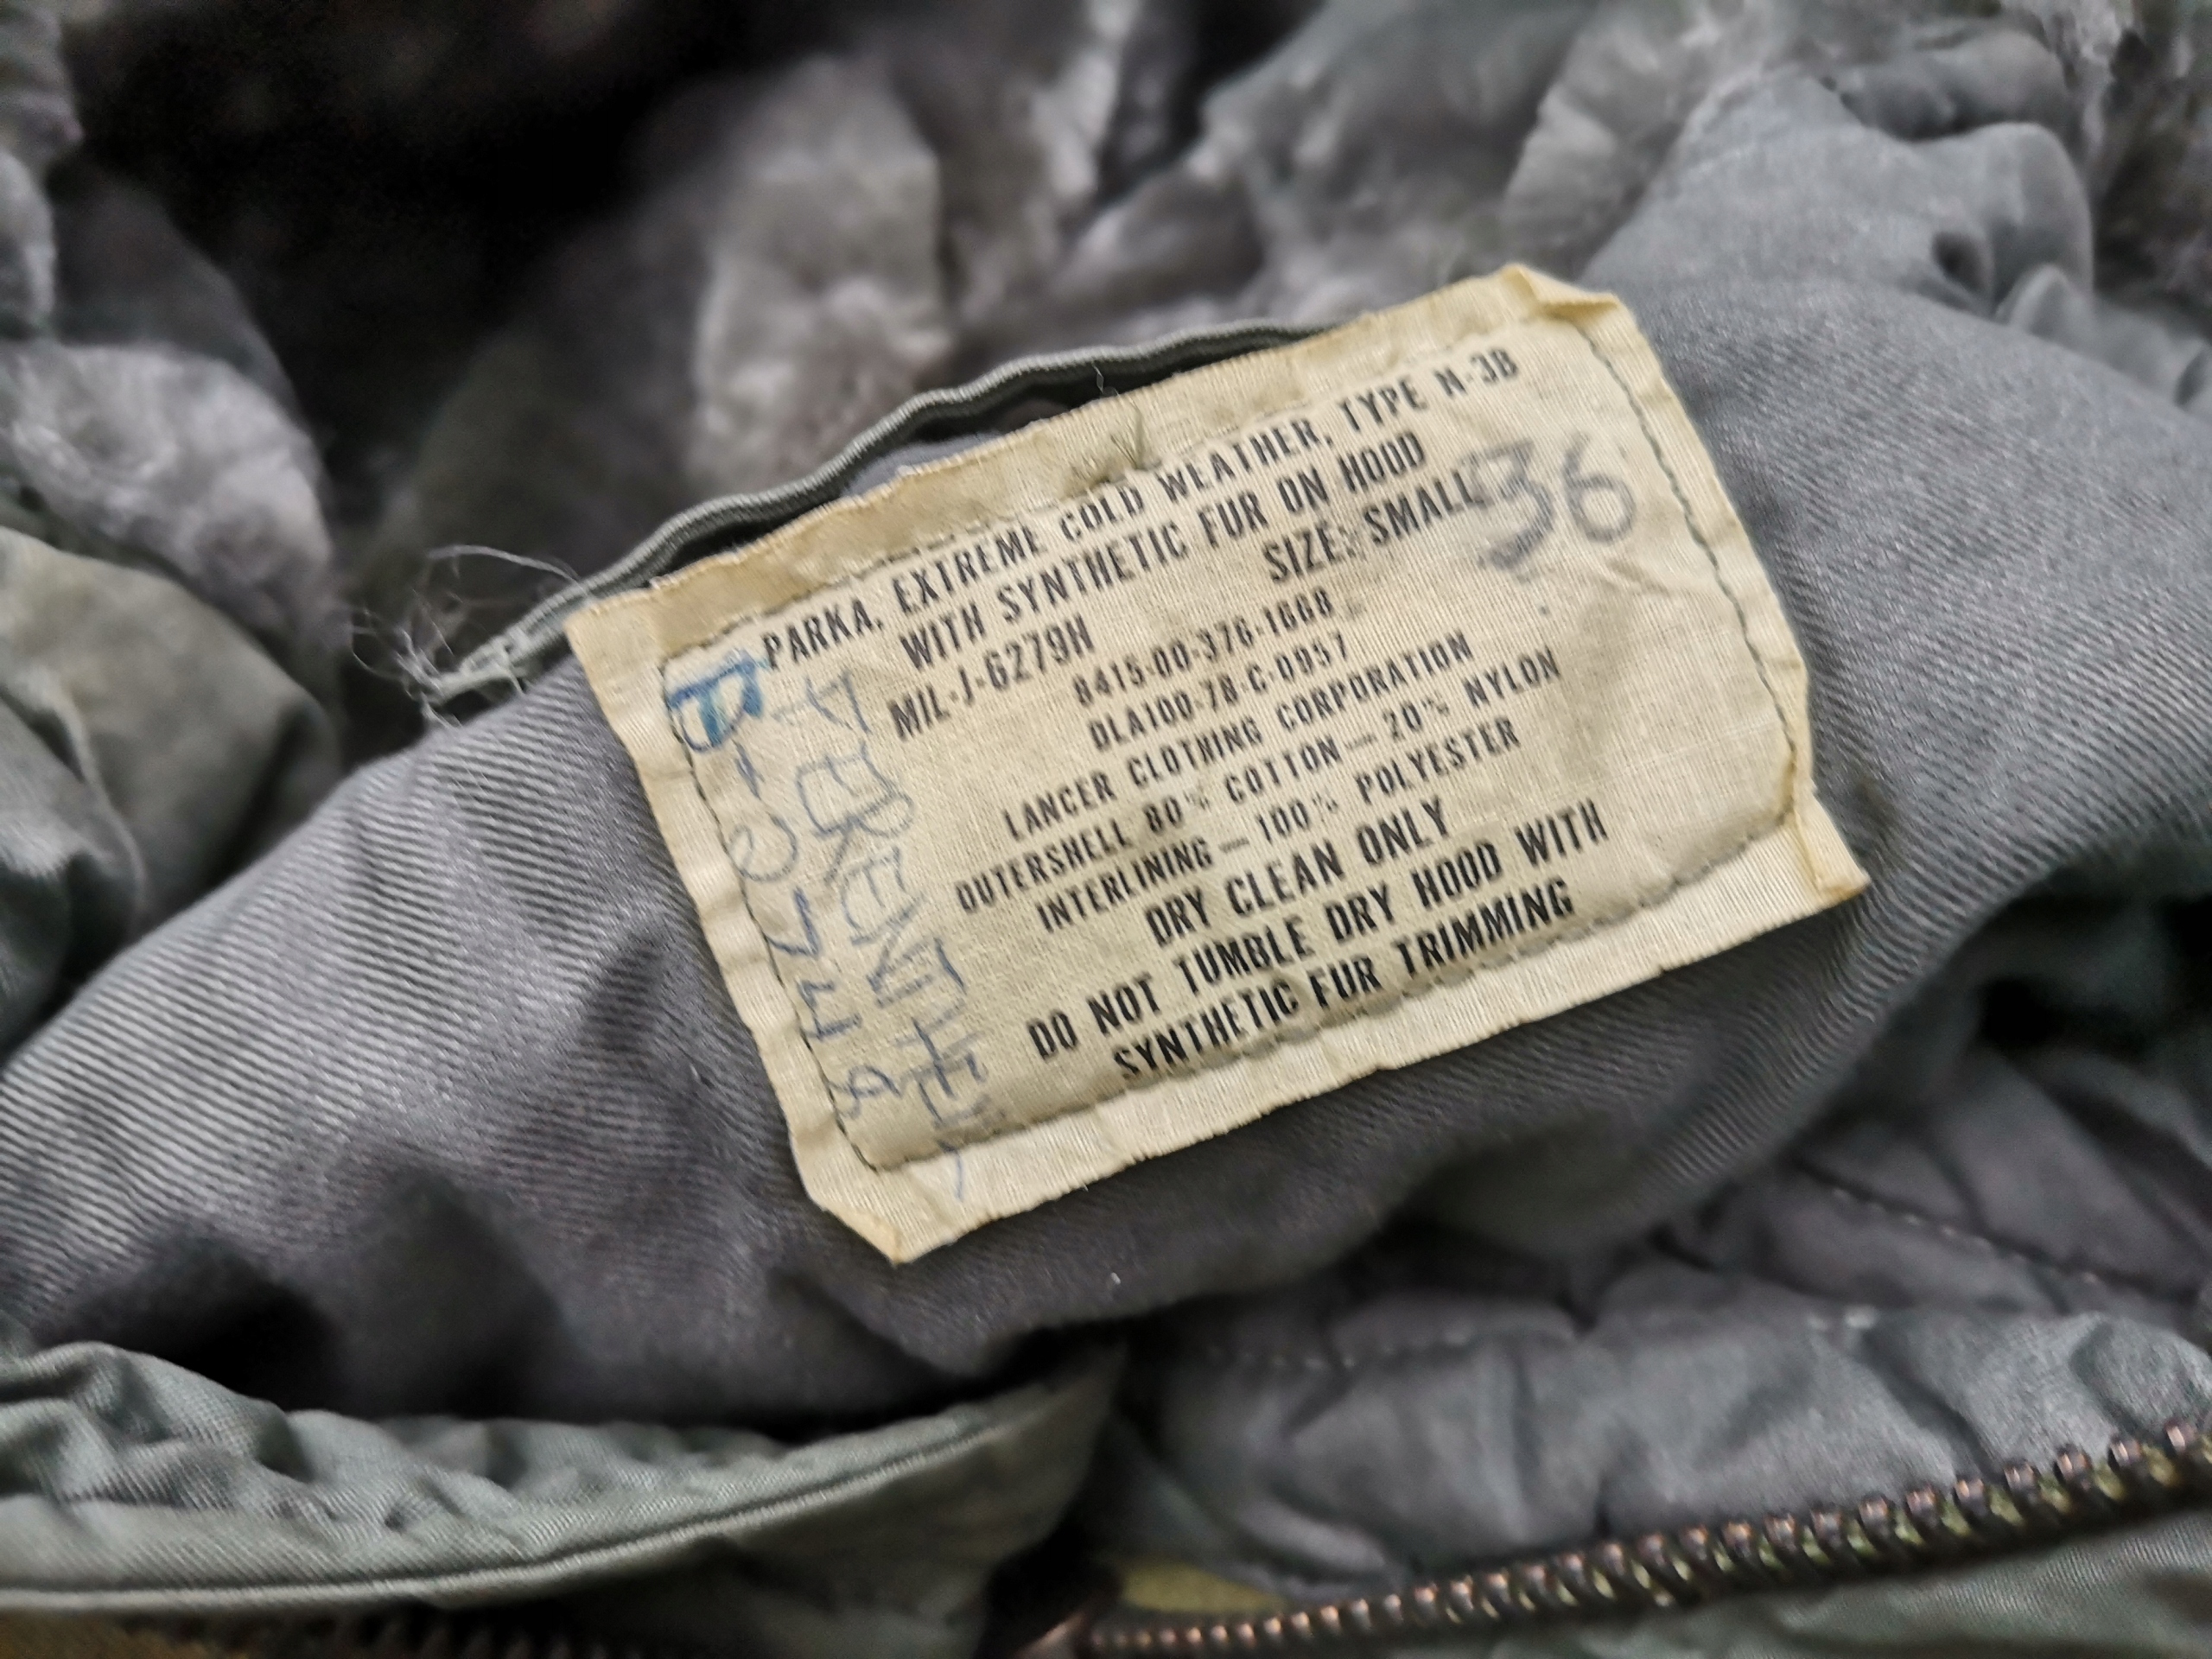 PARKA, EXTREME COLD WEATHER, TYPE N-3B
WITH SYNTHETIC FUR ON HOOD
MIL-J-6279H SIZE: SMALL 36
8415-00-376-1668
DLA100-78-C-0957
LANCER CLOTHING CORPORATION
OUTERSHELL 80% COTTON — 20% NYLON
INTERLINING — 100% POLYESTER
DRY CLEAN ONLY
DO NOT TUMBLE DRY HOOD WITH
SYNTHETIC FUR TRIMMING